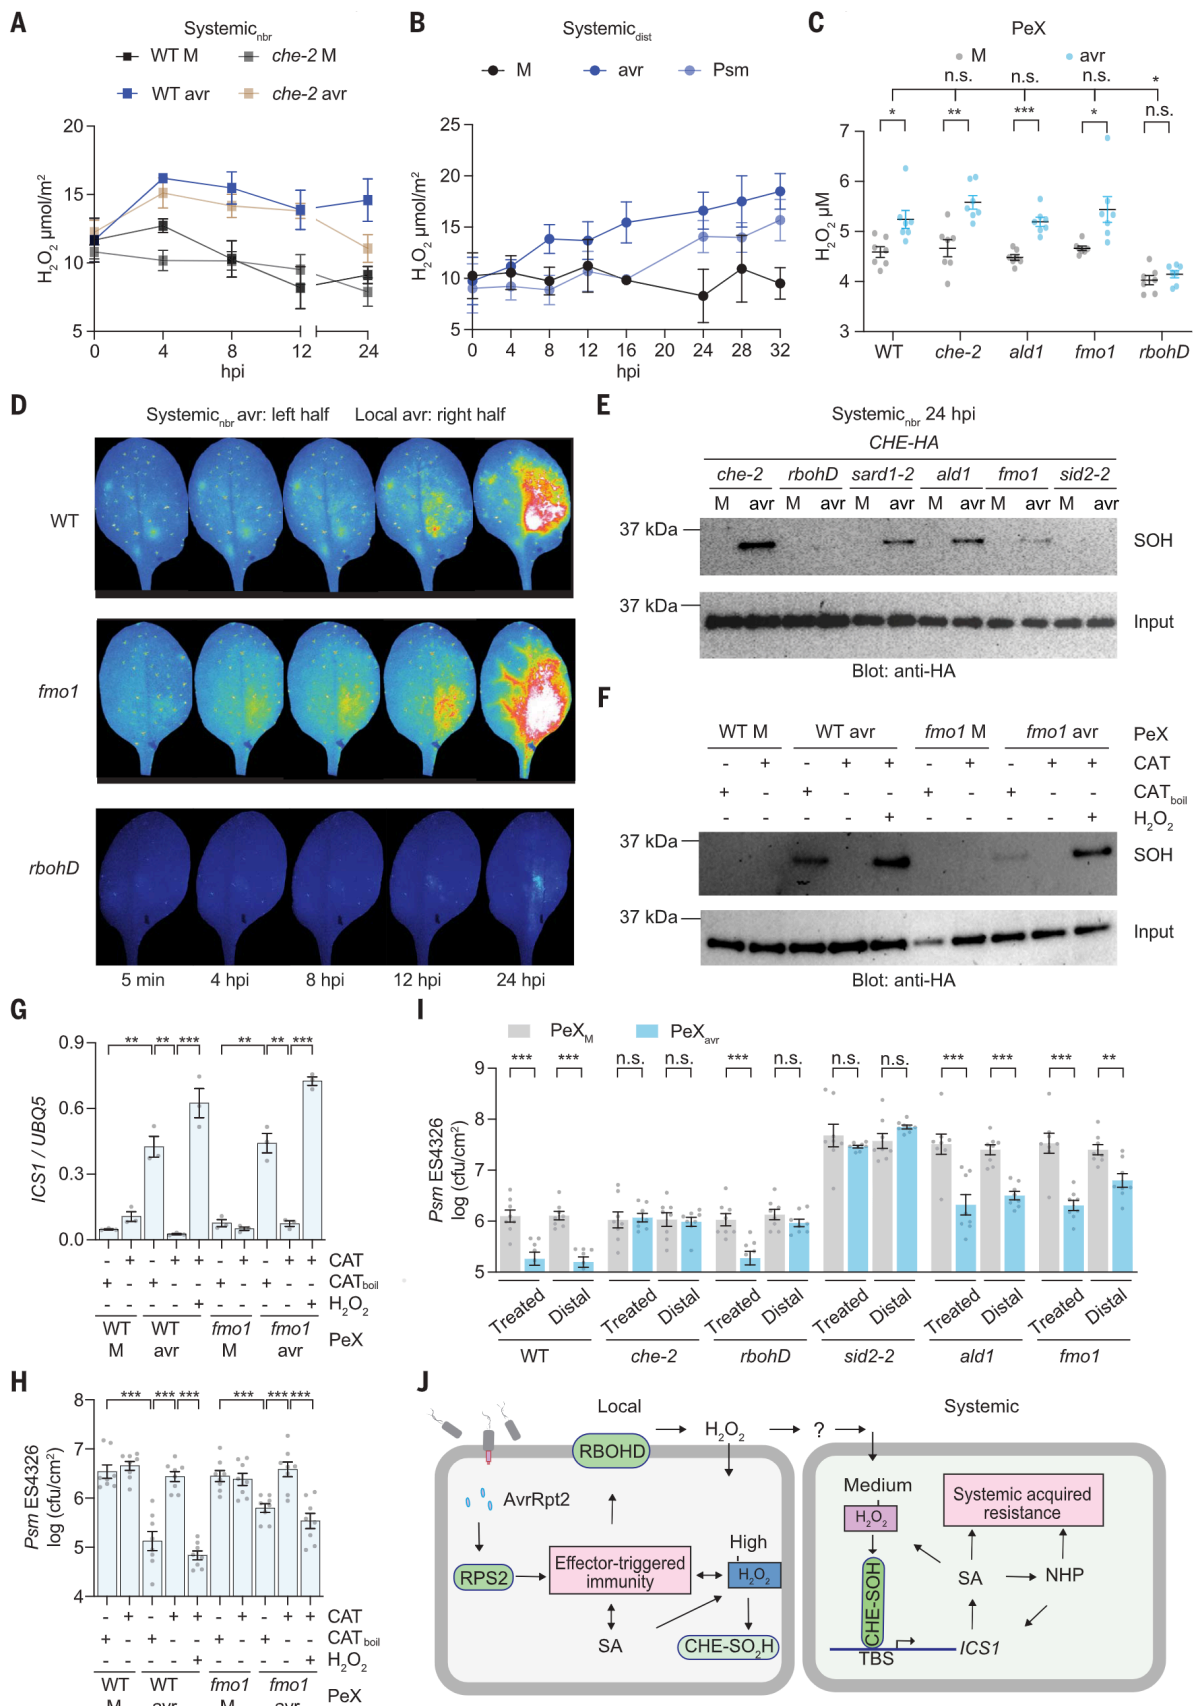 A
Systemic nbr
WT M
che-2 M
WT avr
che-2 avr
H2O2 μmol/m2
20
15
10
5
0 4 8 12 24
hpi
B
Systemic dist
M avr Psm
H2O2 μmol/m2
25
20
15
10
5
0 4 8 12 16 20 24 28 32
hpi
C
PeX
M avr
n.s. n.s. n.s. *
* ** *** * n.s.
H2O2 μM
7
6
5
4
3
WT che-2 ald1 fmo1 rbohD
D
Systemic nbr avr: left half Local avr: right half
WT
fmo1
rbohD
5 min 4 hpi 8 hpi 12 hpi 24 hpi
E
Systemic nbr 24 hpi
CHE-HA
che-2 rbohD sard1-2 ald1 fmo1 sid2-2
M avr M avr M avr M avr M avr M avr
37 kDa SOH
37 kDa Input
Blot: anti-HA
F
WT M WT avr fmo1 M fmo1 avr PeX
- + - + + - + - + + CAT
+ - + - - + - + - - CATboil
- - - - + - - - - + H2O2
37 kDa SOH
37 kDa Input
Blot: anti-HA
G
ICS1 / UBQ5
0.9
0.6
0.3
0.0
** ** *** ** ** ***
- + - + + - + - + + CAT
+ - + - - + - + - - CATboil
- - - - + - - - - + H2O2
WT M
WT avr
fmo1 M
fmo1 avr
PeX
H
Psm ES4326
log (cfu/cm2)
8
7
6
5
4
*** *** *** *** *** ***
- + - + + - + - + + CAT
+ - + - - + - + - - CATboil
- - - - + - - - - + H2O2
WT M
WT avr
fmo1 M
fmo1 avr
PeX
I
PeXM PeXavr
Psm ES4326
log (cfu/cm2)
9
8
7
6
5
*** *** n.s. n.s. *** n.s. n.s. n.s. *** *** *** **
Treated Distal Treated Distal Treated Distal Treated Distal Treated Distal Treated Distal
WT che-2 rbohD sid2-2 ald1 fmo1
J
Local
Systemic
RBOHD
H2O2
?
AvrRpt2
RPS2
Effector-triggered
immunity
SA
High
H2O2
CHE-SO2H
Medium
H2O2
CHE-SOH
TBS
ICS1
SA
NHP
Systemic acquired
resistance